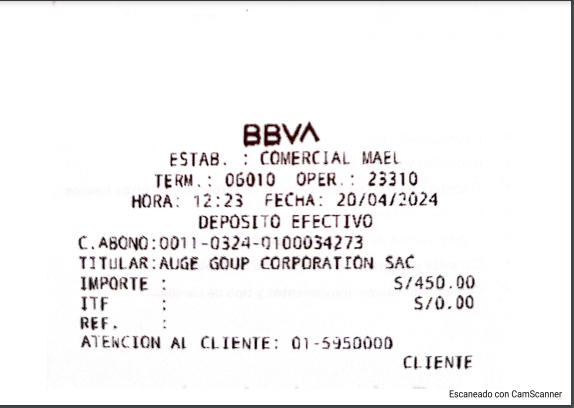 BBVA
ESTAB. : COMERCIAL MAEL
TERM.: 06010 OPER.: 23310
HORA: 12:23 FECHA: 20/04/2024
DEPOSITO EFECTIVO
C.ABONO:0011-0324-0100034273
TITULAR:AUGE GOUP CORPORATION SAC
IMPORTE : S/450.00
ITF : S/0.00
REF. :
ATENCION AL CLIENTE: 01-5950000
CLIENTE
Escaneado con CamScanner